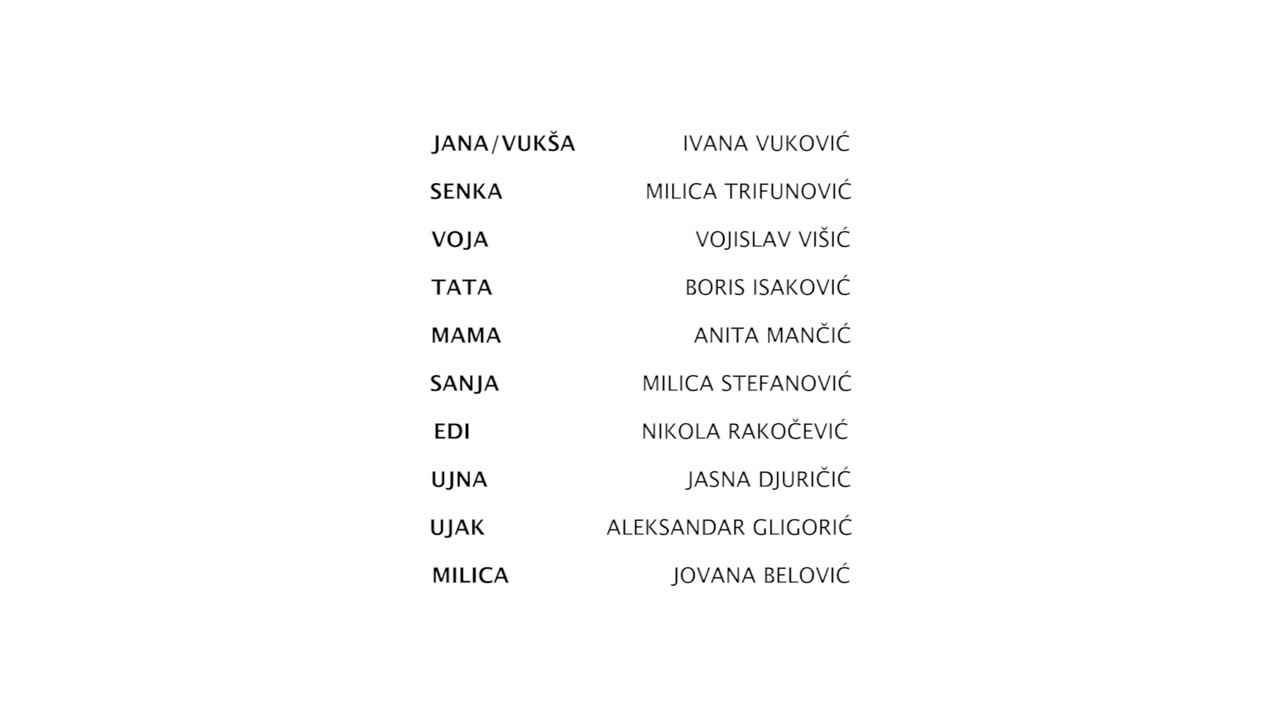 JANA/VUKŠA IVANA VUKOVIĆ
SENKA MILICA TRIFUNOVIĆ
VOJA VOJISLAV VIŠIĆ
TATA BORIS ISAKOVIĆ
MAMA ANITA MANČIĆ
SANJA MILICA STEFANOVIĆ
EDI NIKOLA RAKOČEVIĆ
UJNA JASNA DJURIČIĆ
UJAK ALEKSANDAR GLIGORIĆ
MILICA JOVANA BELOVIĆ